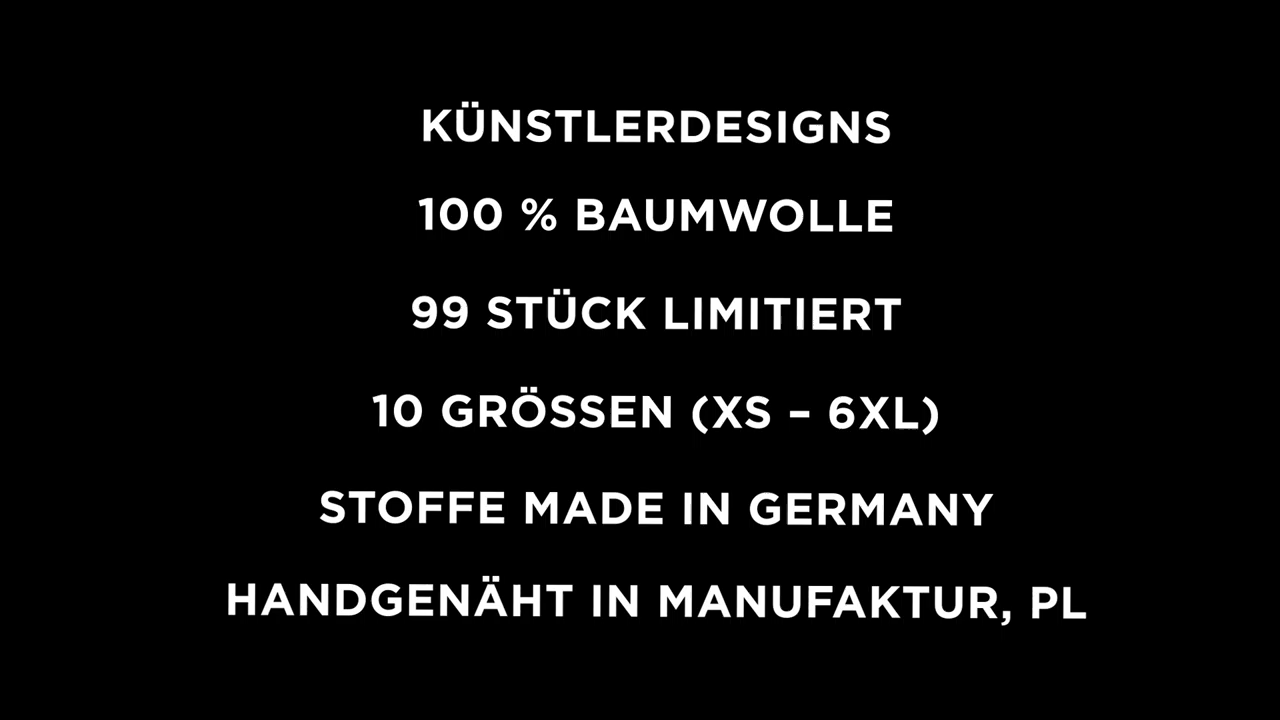 KÜNSTLERDESIGNS
100 % BAUMWOLLE
99 STÜCK LIMITIERT
10 GRÖSSEN (XS – 6XL)
STOFFE MADE IN GERMANY
HANDGENÄHT IN MANUFAKTUR, PL